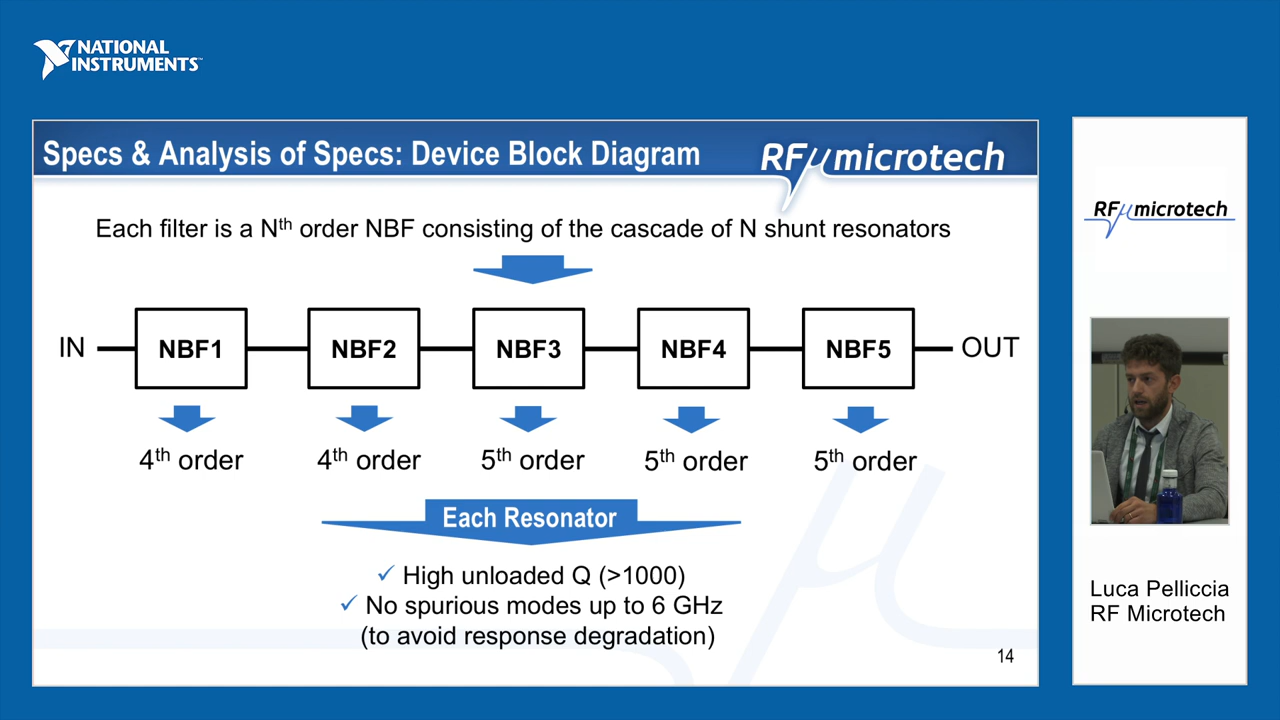 NATIONAL
INSTRUMENTS™
Specs & Analysis of Specs: Device Block Diagram
RFμmicrotech
Each filter is a Nth order NBF consisting of the cascade of N shunt resonators
IN NBF1 NBF2 NBF3 NBF4 NBF5 OUT
4th order 4th order 5th order 5th order 5th order
Each Resonator
✓ High unloaded Q (>1000)
✓ No spurious modes up to 6 GHz
(to avoid response degradation)
14
RFμmicrotech
Luca Pelliccia
RF Microtech